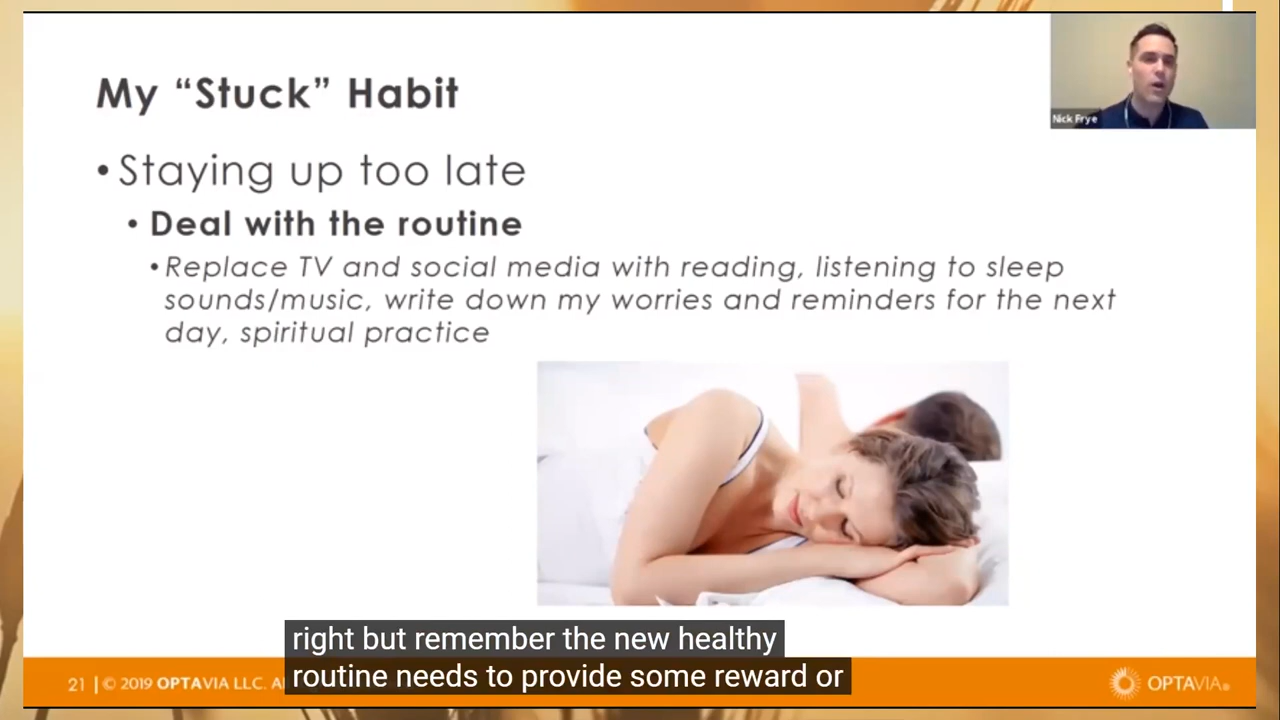 My “Stuck” Habit
Nick Frye
• Staying up too late
• Deal with the routine
• Replace TV and social media with reading, listening to sleep
sounds/music, write down my worries and reminders for the next
day, spiritual practice
right but remember the new healthy
routine needs to provide some reward or
21 | © 2019 OPTAVIA LLC. A
OPTAVIA®